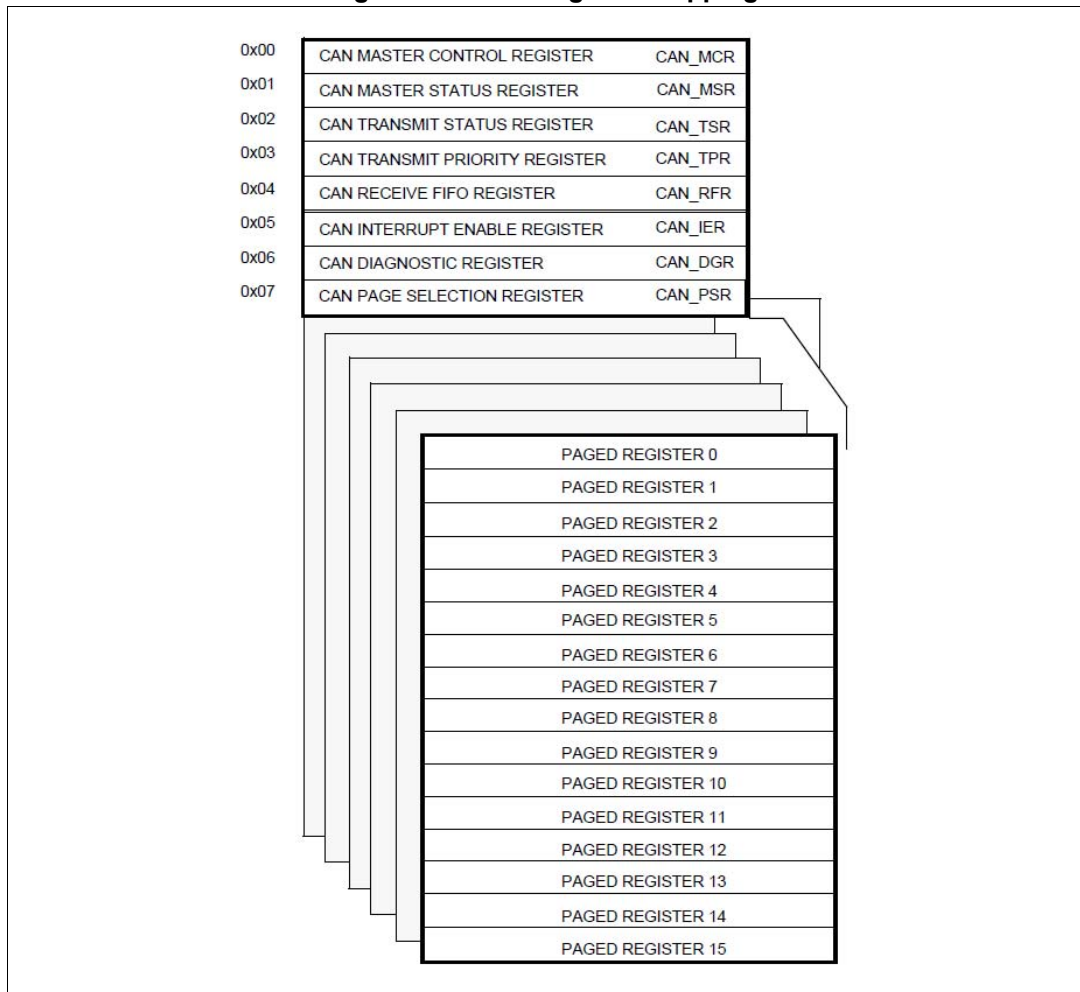 0x00 CAN MASTER CONTROL REGISTER CAN_MCR
0x01 CAN MASTER STATUS REGISTER CAN_MSR
0x02 CAN TRANSMIT STATUS REGISTER CAN_TSR
0x03 CAN TRANSMIT PRIORITY REGISTER CAN_TPR
0x04 CAN RECEIVE FIFO REGISTER CAN_RFR
0x05 CAN INTERRUPT ENABLE REGISTER CAN_IER
0x06 CAN DIAGNOSTIC REGISTER CAN_DGR
0x07 CAN PAGE SELECTION REGISTER CAN_PSR
PAGED REGISTER 0
PAGED REGISTER 1
PAGED REGISTER 2
PAGED REGISTER 3
PAGED REGISTER 4
PAGED REGISTER 5
PAGED REGISTER 6
PAGED REGISTER 7
PAGED REGISTER 8
PAGED REGISTER 9
PAGED REGISTER 10
PAGED REGISTER 11
PAGED REGISTER 12
PAGED REGISTER 13
PAGED REGISTER 14
PAGED REGISTER 15